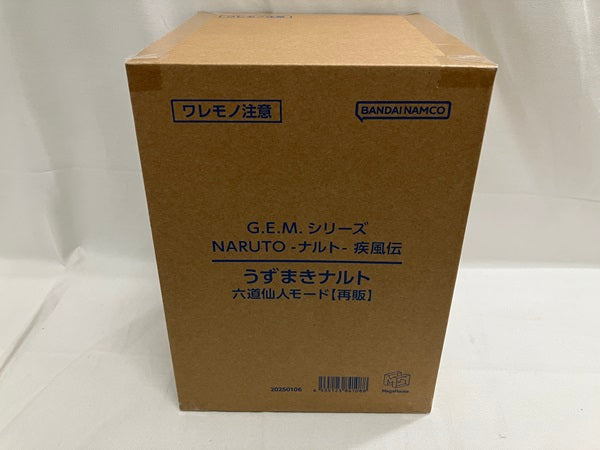 ワレモノ注意
BANDAI NAMCO
G.E.M.シリーズ
NARUTO -ナルト- 疾風伝
うずまきナルト
六道仙人モード【再販】
20250106
MegaHouse